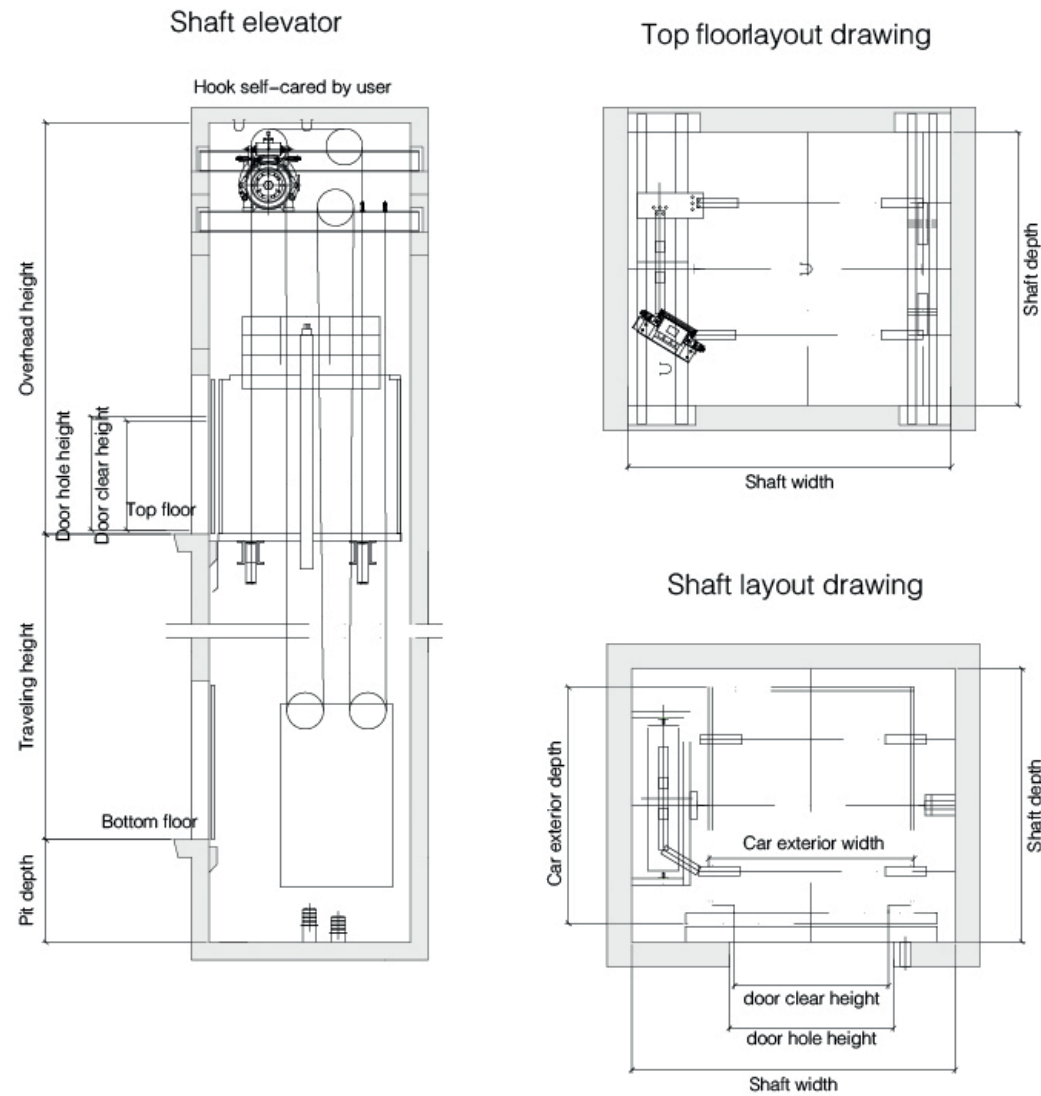 Shaft elevator
Hook self-cared by user
Overhead height
Door hole height
Door clear height
Top floor
Traveling height
Bottom floor
Pit depth
Top floorlayout drawing
Shaft depth
Shaft width
Shaft layout drawing
Car exterior depth
Car exterior width
Shaft depth
door clear height
door hole height
Shaft width